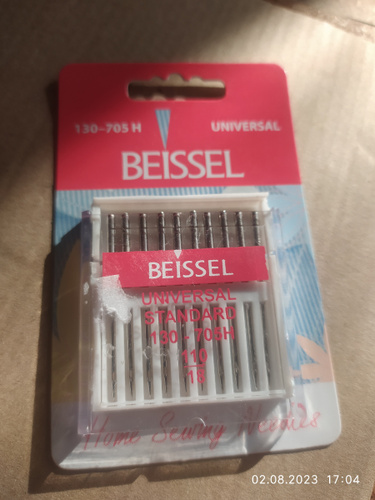 130-705 H UNIVERSAL
BEISSEL
BEISSEL
UNIVERSAL
STANDARD
130 - 705H
110
18
Home Sewing Needles
02.08.2023 17:04